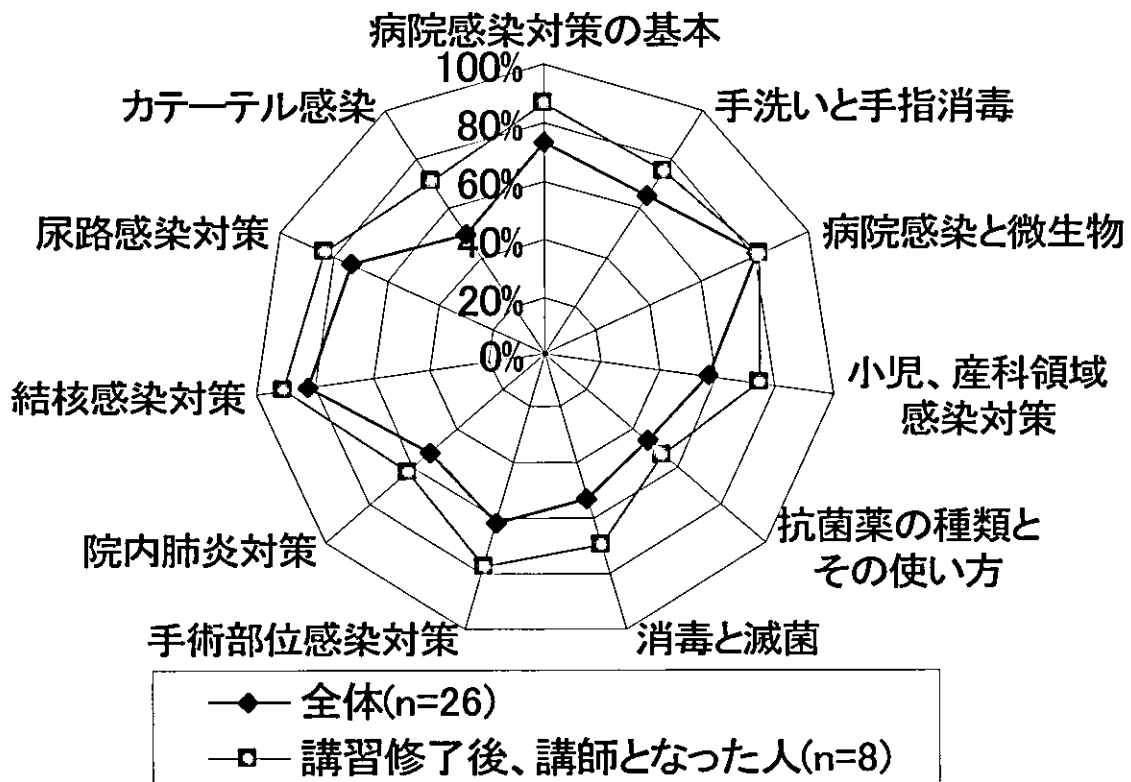 病院感染対策の基本
100%
80%
60%
40%
20%
0%
手洗いと手指消毒
病院感染と微生物
小児、産科領域
感染対策
抗菌薬の種類と
その使い方
消毒と滅菌
手術部位感染対策
院内肺炎対策
結核感染対策
尿路感染対策
カテーテル感染
全体(n=26)
講習修了後、講師となった人(n=8)